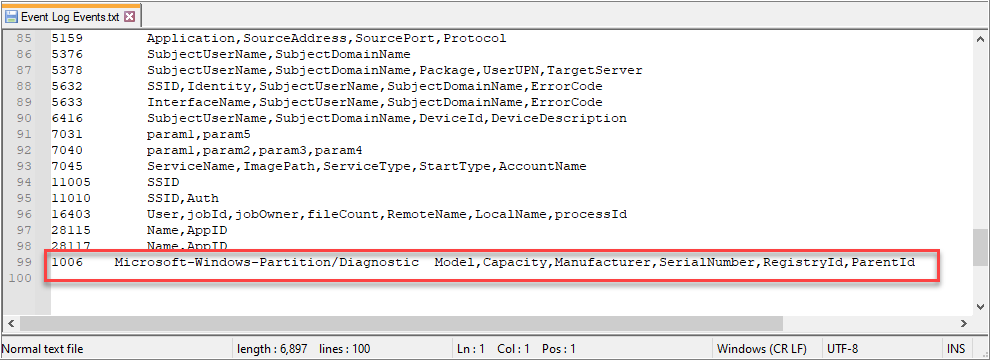 Event Log Events.txt
85 5159 Application,SourceAddress,SourcePort,Protocol
86 5376 SubjectUserName,SubjectDomainName
87 5378 SubjectUserName,SubjectDomainName,Package,UserUPN,TargetServer
88 5632 SSID,Identity,SubjectUserName,SubjectDomainName,ErrorCode
89 5633 InterfaceName,SubjectUserName,SubjectDomainName,ErrorCode
90 6416 SubjectUserName,SubjectDomainName,DeviceId,DeviceDescription
91 7031 param1,param5
92 7040 param1,param2,param3,param4
93 7045 ServiceName,ImagePath,ServiceType,StartType,AccountName
94 11005 SSID
95 11010 SSID,Auth
96 16403 User,jobId,jobOwner,fileCount,RemoteName,LocalName,processId
97 28115 Name,AppID
98 28117 Name,AppID
99 1006 Microsoft-Windows-Partition/Diagnostic Model,Capacity,Manufacturer,SerialNumber,RegistryId,ParentId
100
Normal text file length : 6,897 lines : 100 Ln : 1 Col : 1 Pos : 1 Windows (CR LF) UTF-8 INS